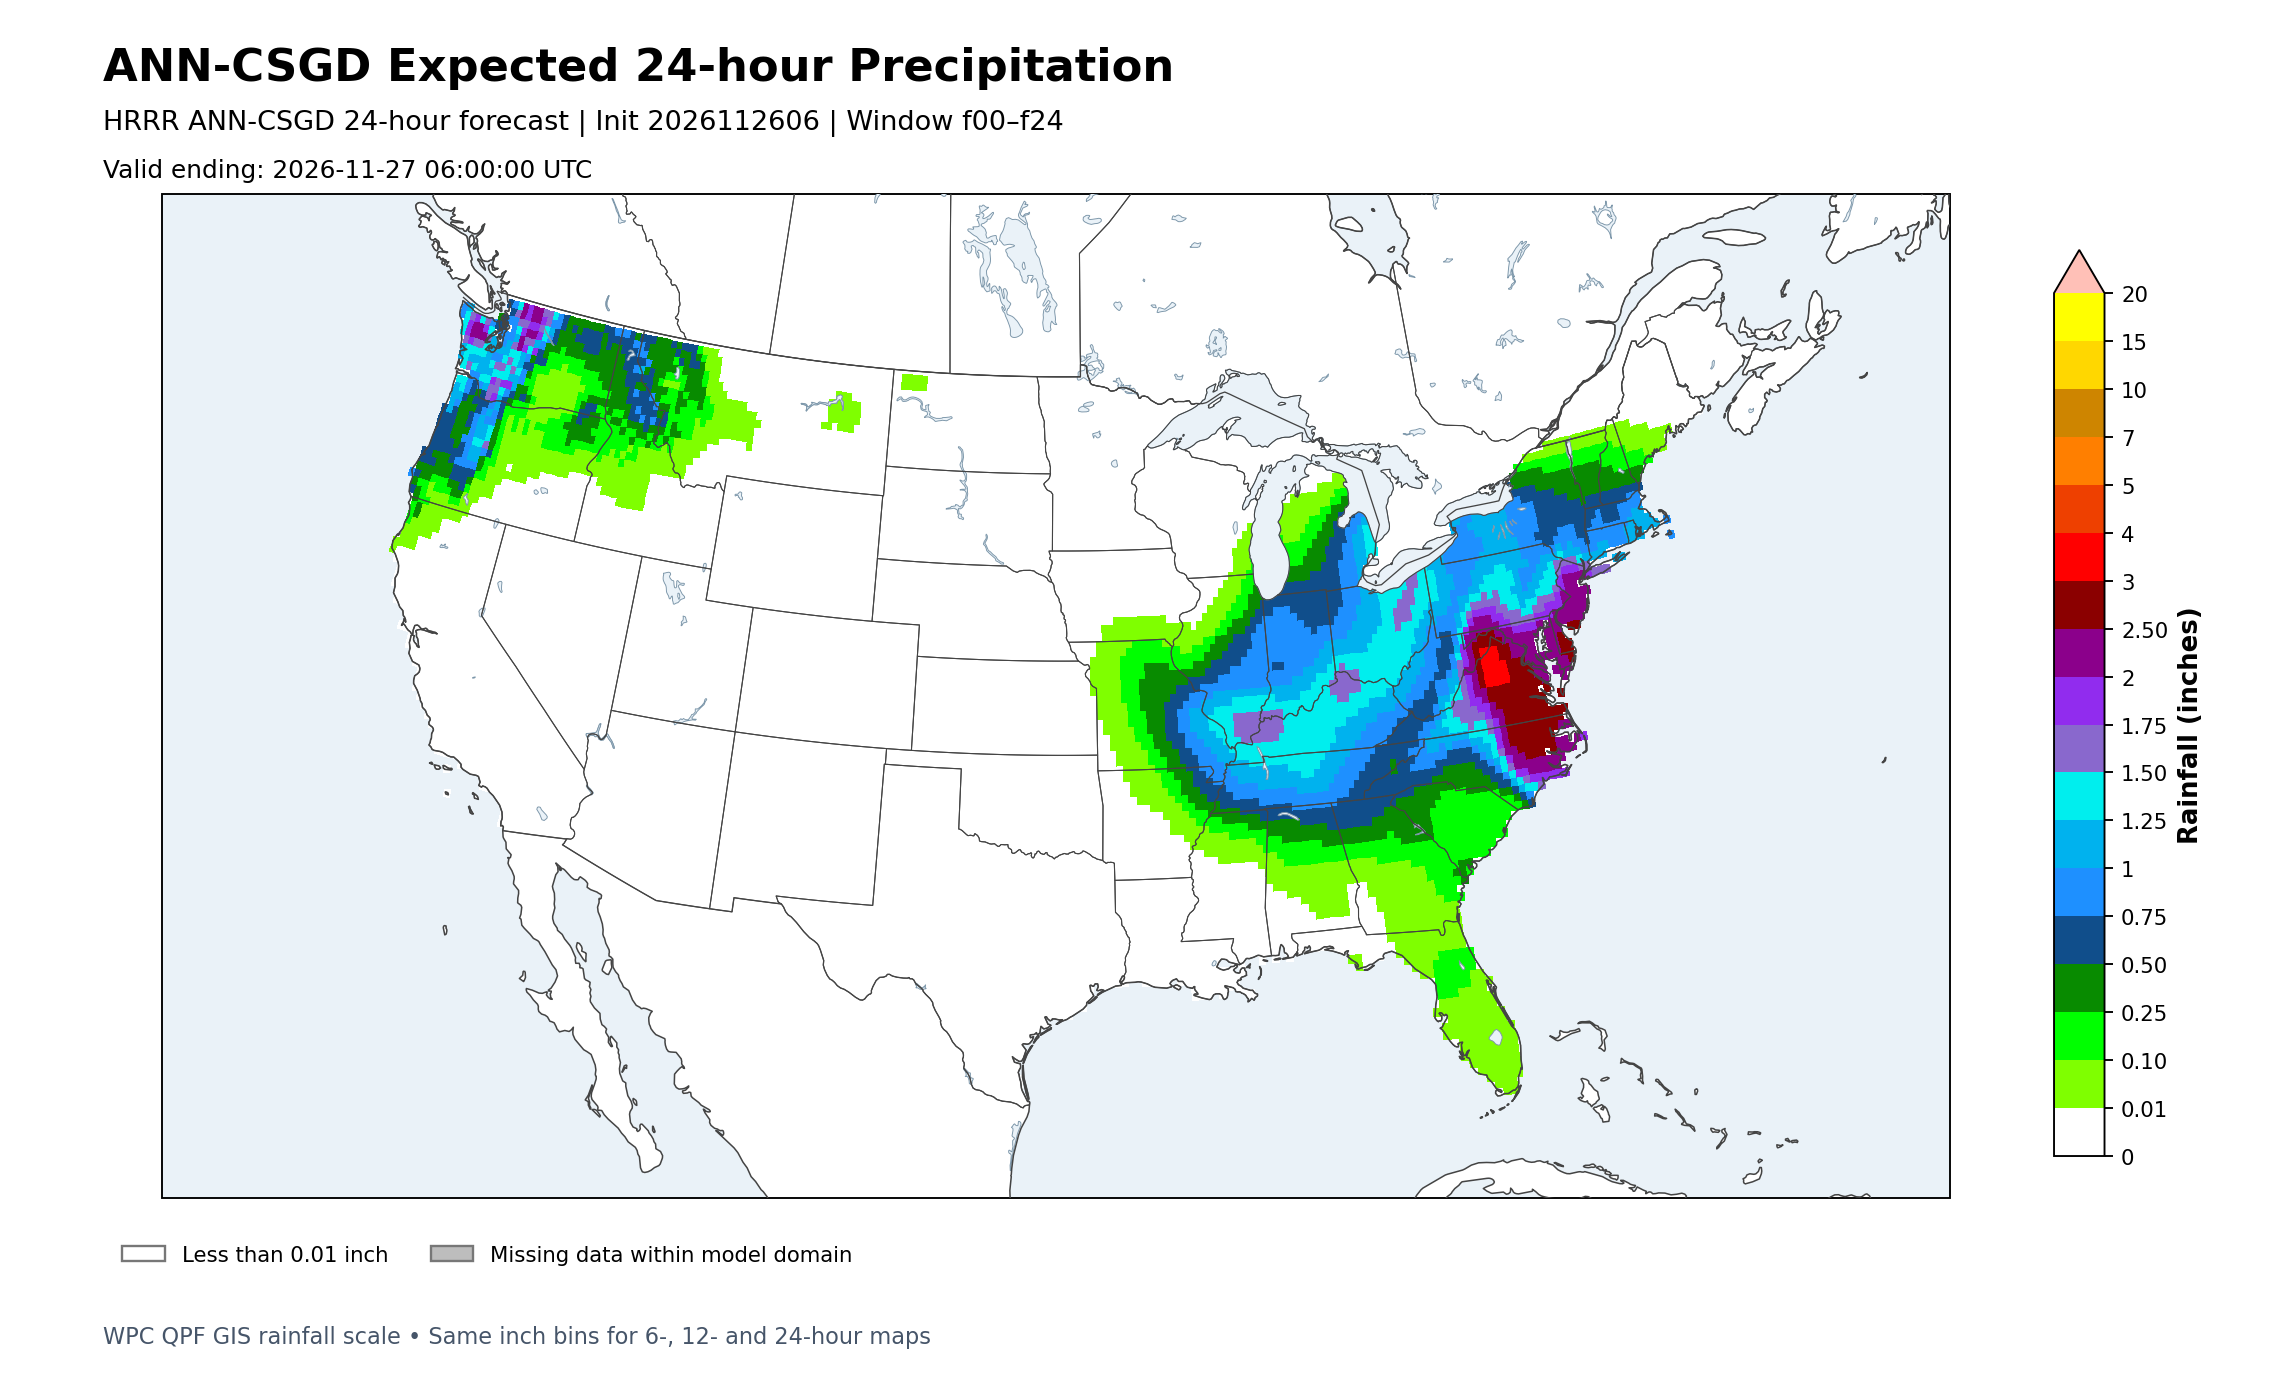 ANN-CSGD Expected 24-hour Precipitation
HRRR ANN-CSGD 24-hour forecast | Init 2026112606 | Window f00–f24
Valid ending: 2026-11-27 06:00:00 UTC
20
15
10
7
5
4
3
2.50
2
1.75
1.50
1.25
1
0.75
0.50
0.25
0.10
0.01
0
Rainfall (inches)
Less than 0.01 inch
Missing data within model domain
WPC QPF GIS rainfall scale • Same inch bins for 6-, 12- and 24-hour maps